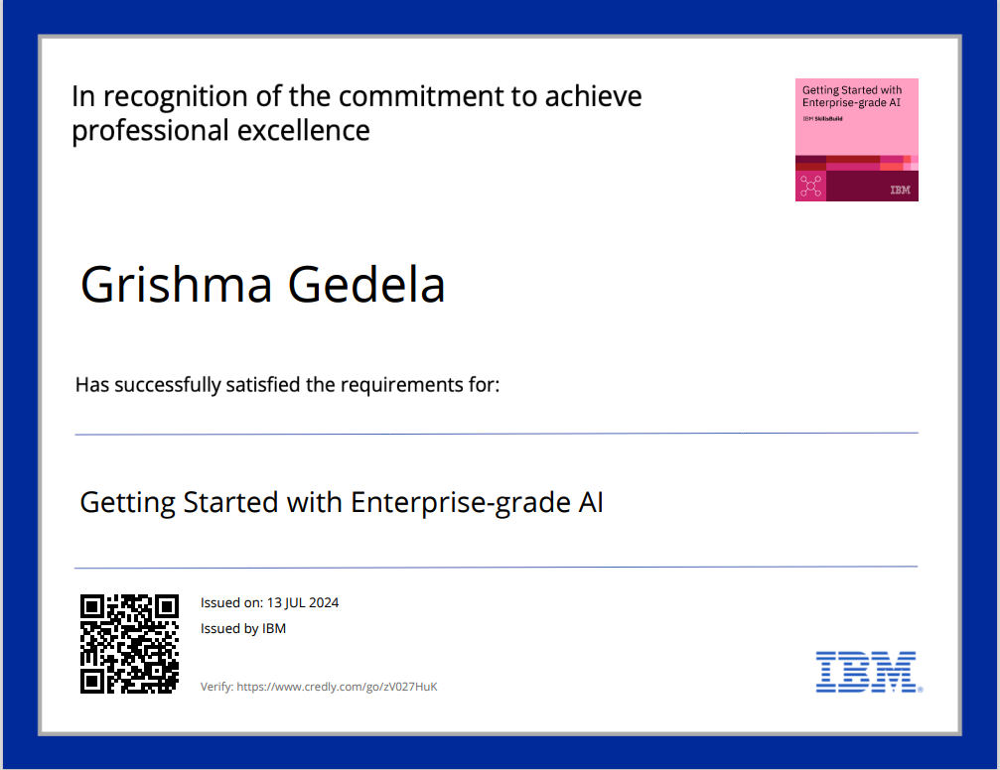 In recognition of the commitment to achieve
professional excellence
Getting Started with
Enterprise-grade AI
IBM SkillsBuild
IBM
Grishma Gedela
Has successfully satisfied the requirements for:
Getting Started with Enterprise-grade AI
Issued on: 13 JUL 2024
Issued by IBM
Verify: https://www.credly.com/go/zV027HuK
IBM®